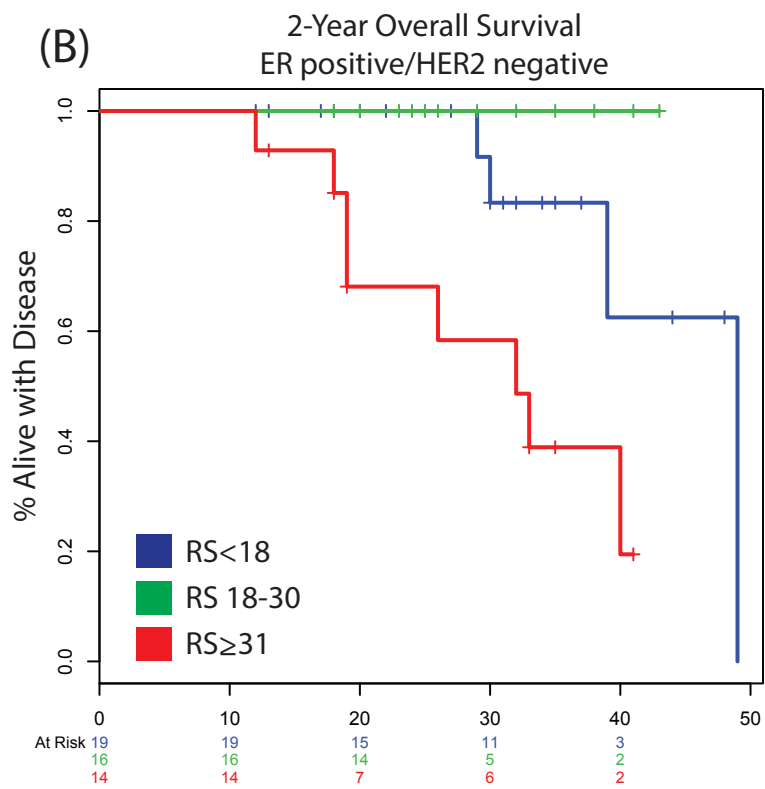 (B)
2-Year Overall Survival
ER positive/HER2 negative
% Alive with Disease
1.0
0.8
0.6
0.4
0.2
0.0
RS<18
RS 18-30
RS≥31
0 10 20 30 40 50
At Risk 19 19 15 11 3
16 16 14 5 2
14 14 7 6 2